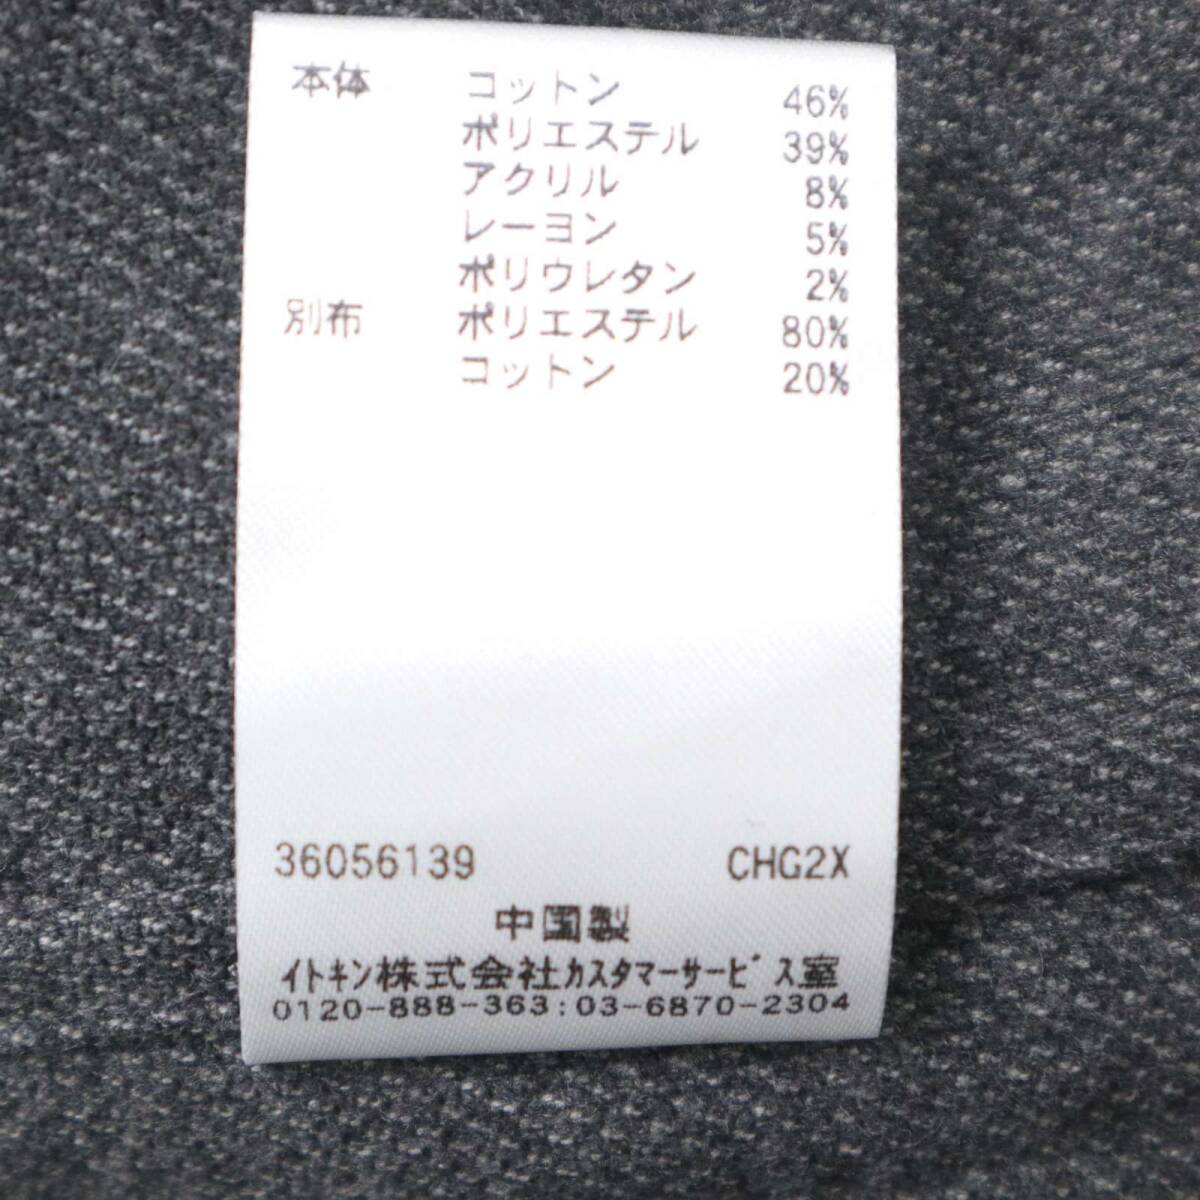 本体 コットン 46%
ポリエステル 39%
アクリル 8%
レーヨン 5%
ポリウレタン 2%
別布 ポリエステル 80%
コットン 20%
36056139 CHG2X
中国製
イトキン株式会社カスタマーサービス室
0120-888-363:03-6870-2304